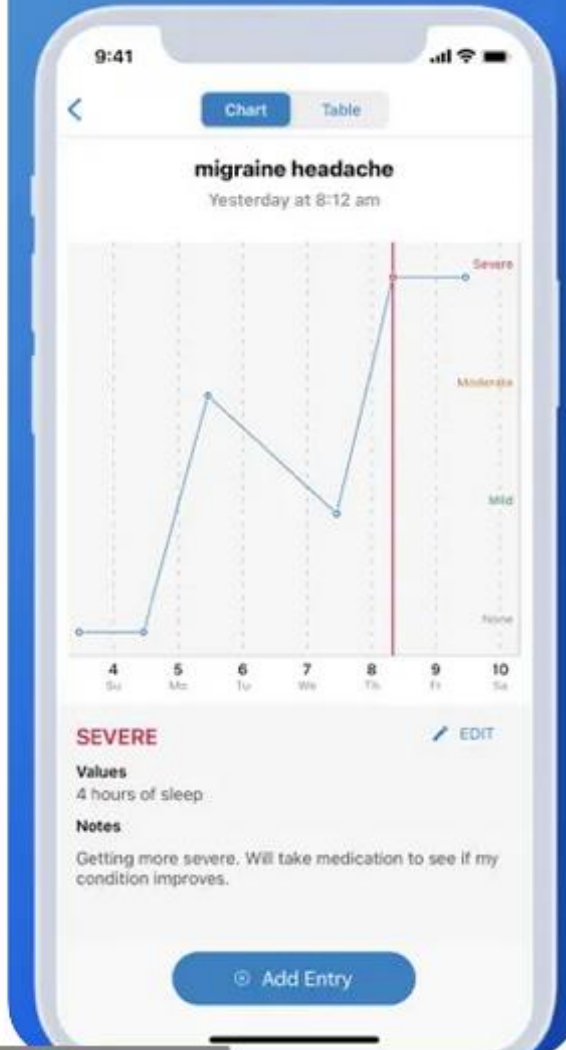 9:41
Chart Table
migraine headache
Yesterday at 8:12 am
Severe
Moderate
Mild
None
4 5 6 7 8 9 10
Su Mo Tu We Th Fr Sa
SEVERE EDIT
Values
4 hours of sleep
Notes
Getting more severe. Will take medication to see if my
condition improves.
Add Entry